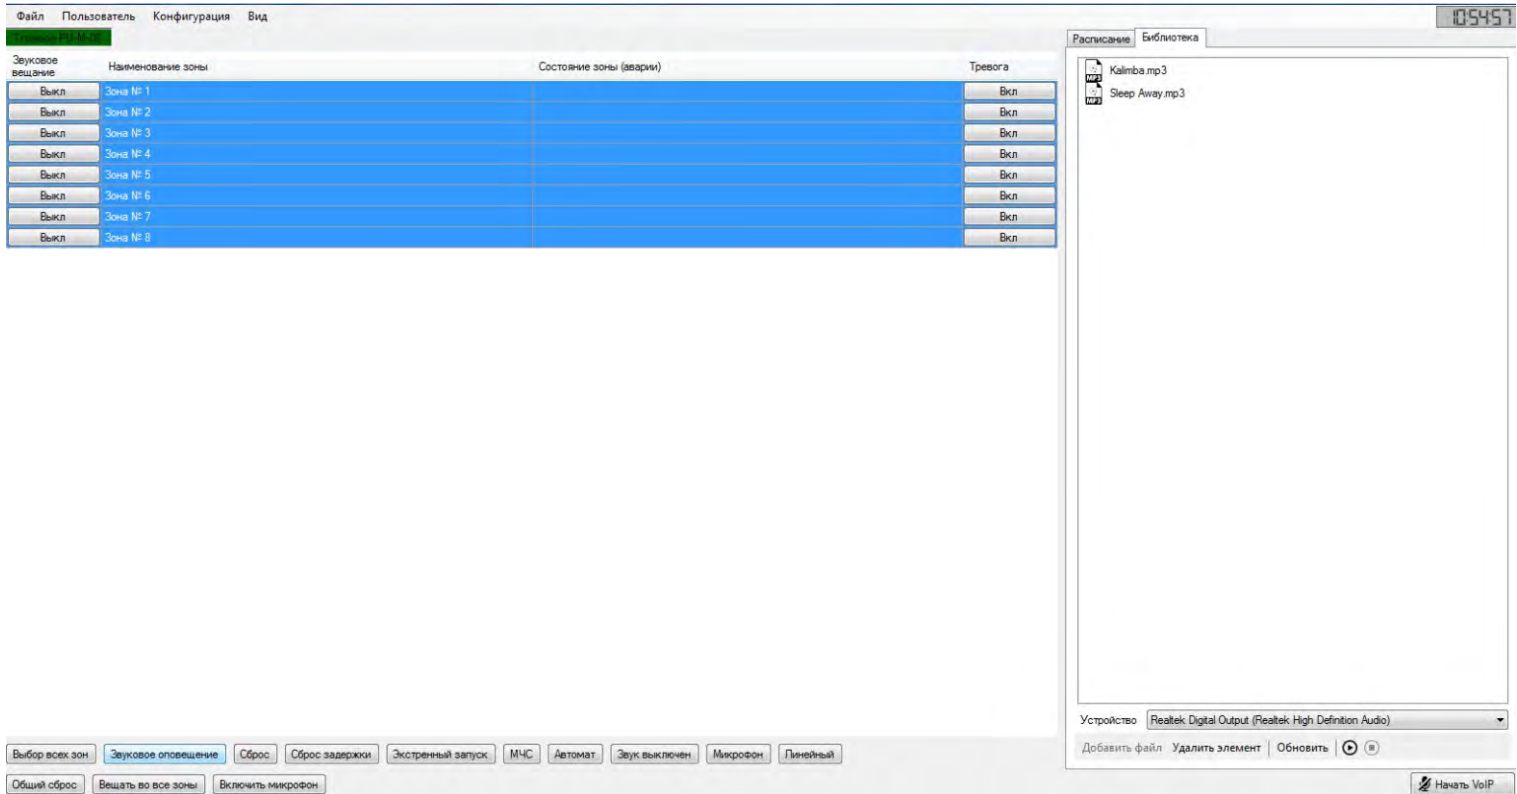 Файл Пользователь Конфигурация Вид
10:54:57
Расписание Библиотека
Звуковое вещание Наименование зоны Состояние зоны (аварии) Тревога
Выкл Зона № 1 Вкл
Выкл Зона № 2 Вкл
Выкл Зона № 3 Вкл
Выкл Зона № 4 Вкл
Выкл Зона № 5 Вкл
Выкл Зона № 6 Вкл
Выкл Зона № 7 Вкл
Выкл Зона № 8 Вкл
MP3 Kalimba.mp3
MP3 Sleep Away.mp3
Устройство Realtek Digital Output (Realtek High Definition Audio)
Добавить файл Удалить элемент Обновить
Выбор всех зон Звуковое оповещение Сброс Сброс задержки Экстренный запуск МЧС Автомат Звук выключен Микрофон Линейный
Общий сброс Вещать во все зоны Включить микрофон
Начать VoIP